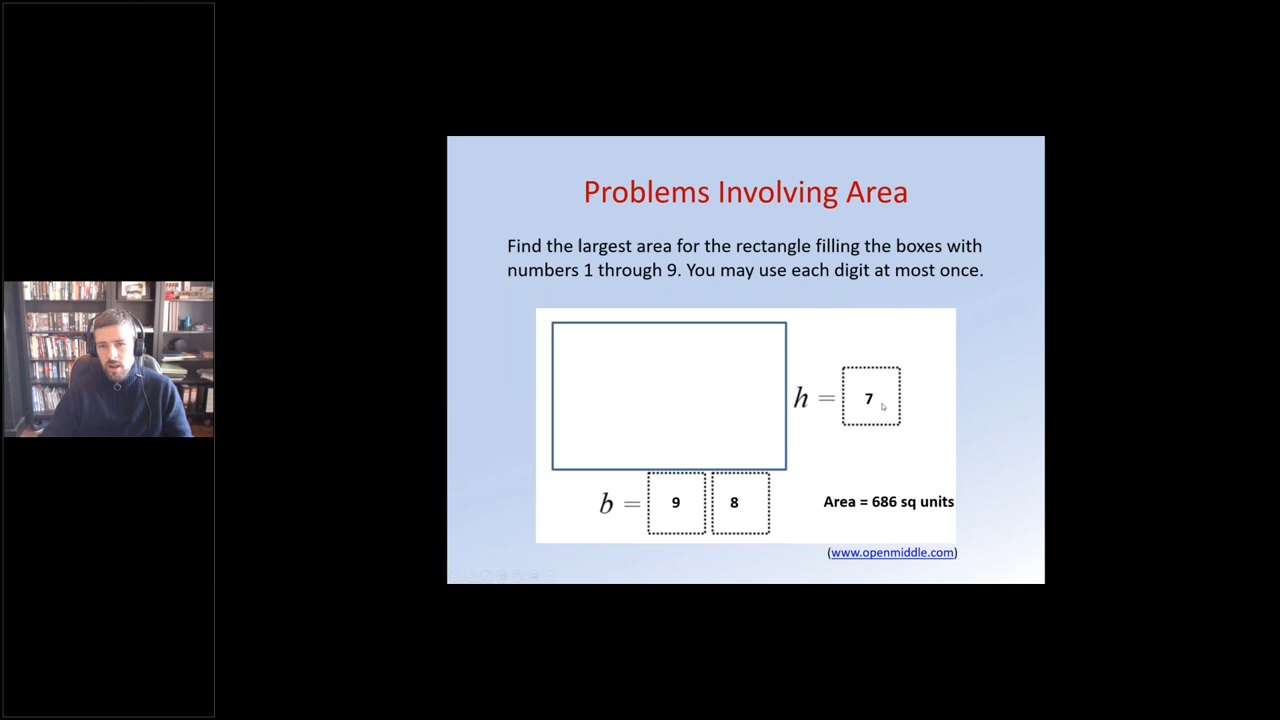 Problems Involving Area
Find the largest area for the rectangle filling the boxes with
numbers 1 through 9. You may use each digit at most once.
h = 7
b = 9 8
Area = 686 sq units
(www.openmiddle.com)